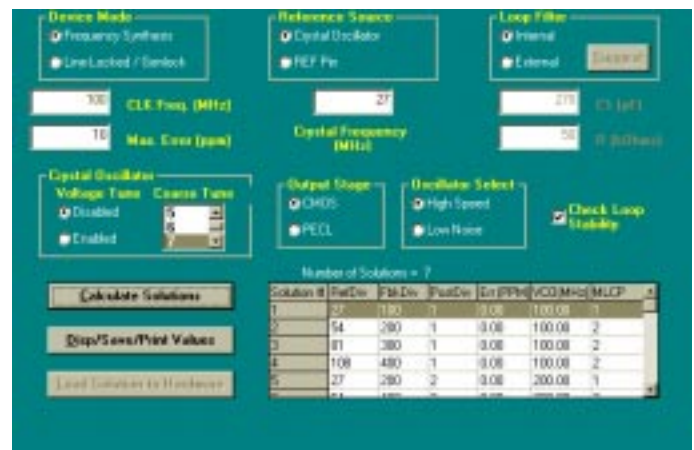 Device Mode
Frequency Synthesis
Line Locked / Genlock
Reference Source
Crystal Oscillator
REF Pin
Loop Filter
Internal
External
Suggest
100 CLK Freq. (MHz)
10 Max. Error (ppm)
27
Crystal Frequency
(MHz)
270 C1 (pF)
50 R (kOhms)
Crystal Oscillator
Voltage Tune Coarse Tune
Disabled
Enabled
5
6
7
Output Stage
CMOS
PECL
Oscillator Select
High Speed
Low Noise
Check Loop
Stability
Number of Solutions = 7
Calculate Solutions
Disp/Save/Print Values
Load Solution to Hardware
Solution # RefDiv FbkDiv PostDiv Err (PPM) VCO (MHz) MLCP
1 27 100 1 0.00 100.00 1
2 54 200 1 0.00 100.00 2
3 81 300 1 0.00 100.00 2
4 108 400 1 0.00 100.00 2
5 27 200 2 0.00 200.00 1